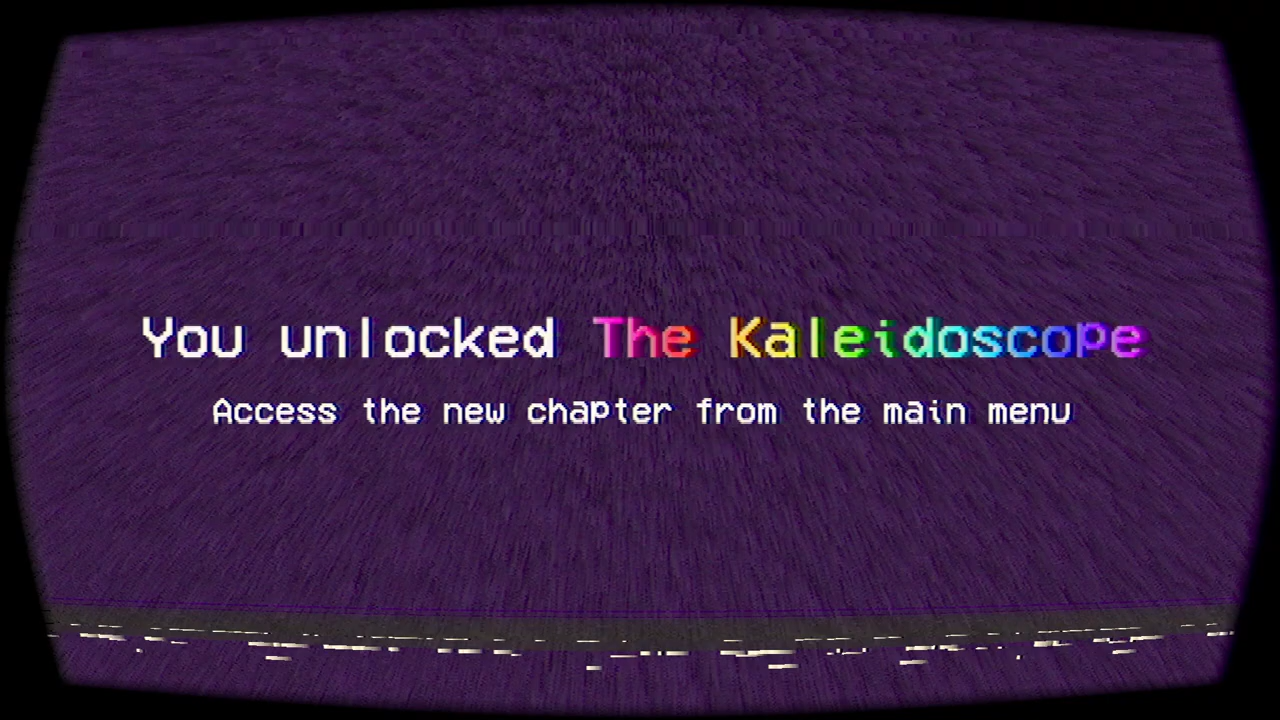 You unlocked The Kaleidoscope
Access the new chapter from the main menu